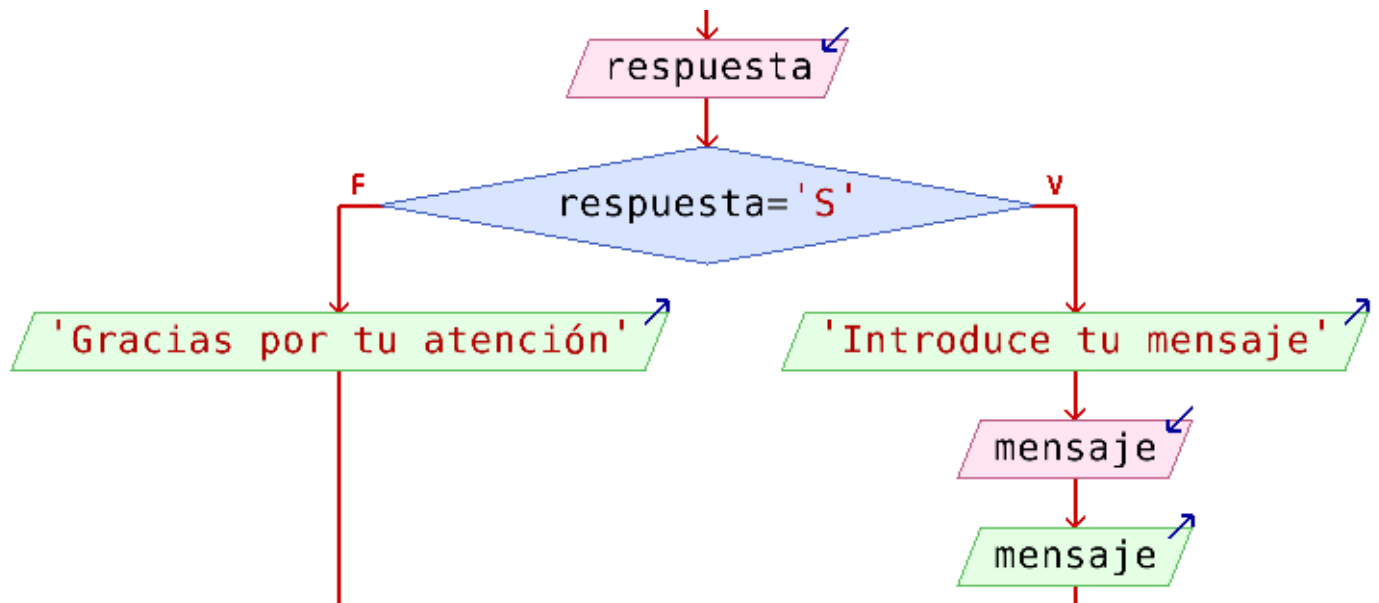 respuesta
F
V
respuesta='S'
'Gracias por tu atención'
'Introduce tu mensaje'
mensaje
mensaje